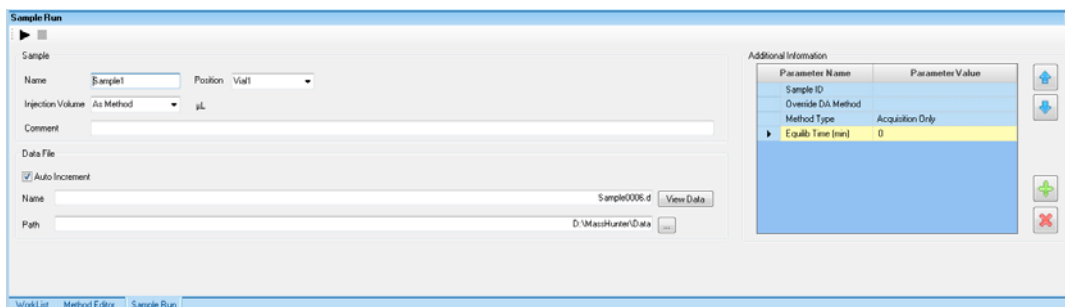 Sample Run
Sample
Name Sample1 Position Vial1
Injection Volume As Method µL
Comment
Data File
Auto Increment
Name Sample0006.d View Data
Path D:\MassHunter\Data ...
Additional Information
Parameter Name Parameter Value
Sample ID
Override DA Method
Method Type Acquisition Only
Equilib Time (min) 0
WorkList Method Editor Sample Run